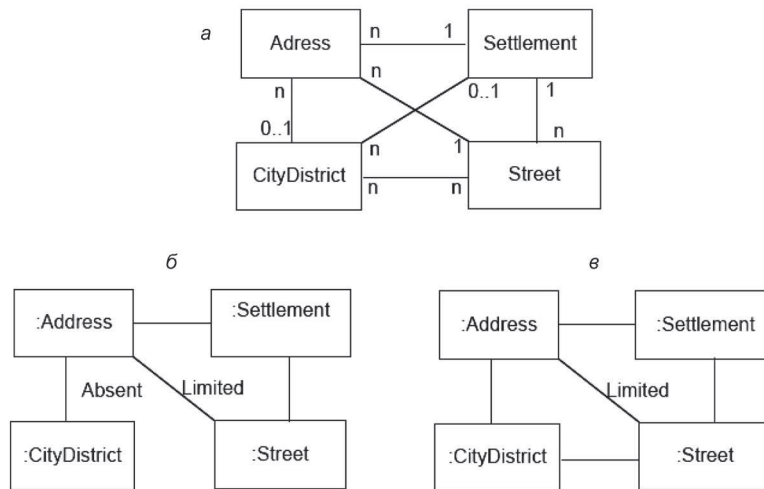 а
Adress
n
1
Settlement
n
n
0..1
1
0..1
n
1
n
CityDistrict
n
n
Street
б
в
:Address
:Settlement
Absent
Limited
:CityDistrict
:Street
:Address
:Settlement
Limited
:CityDistrict
:Street